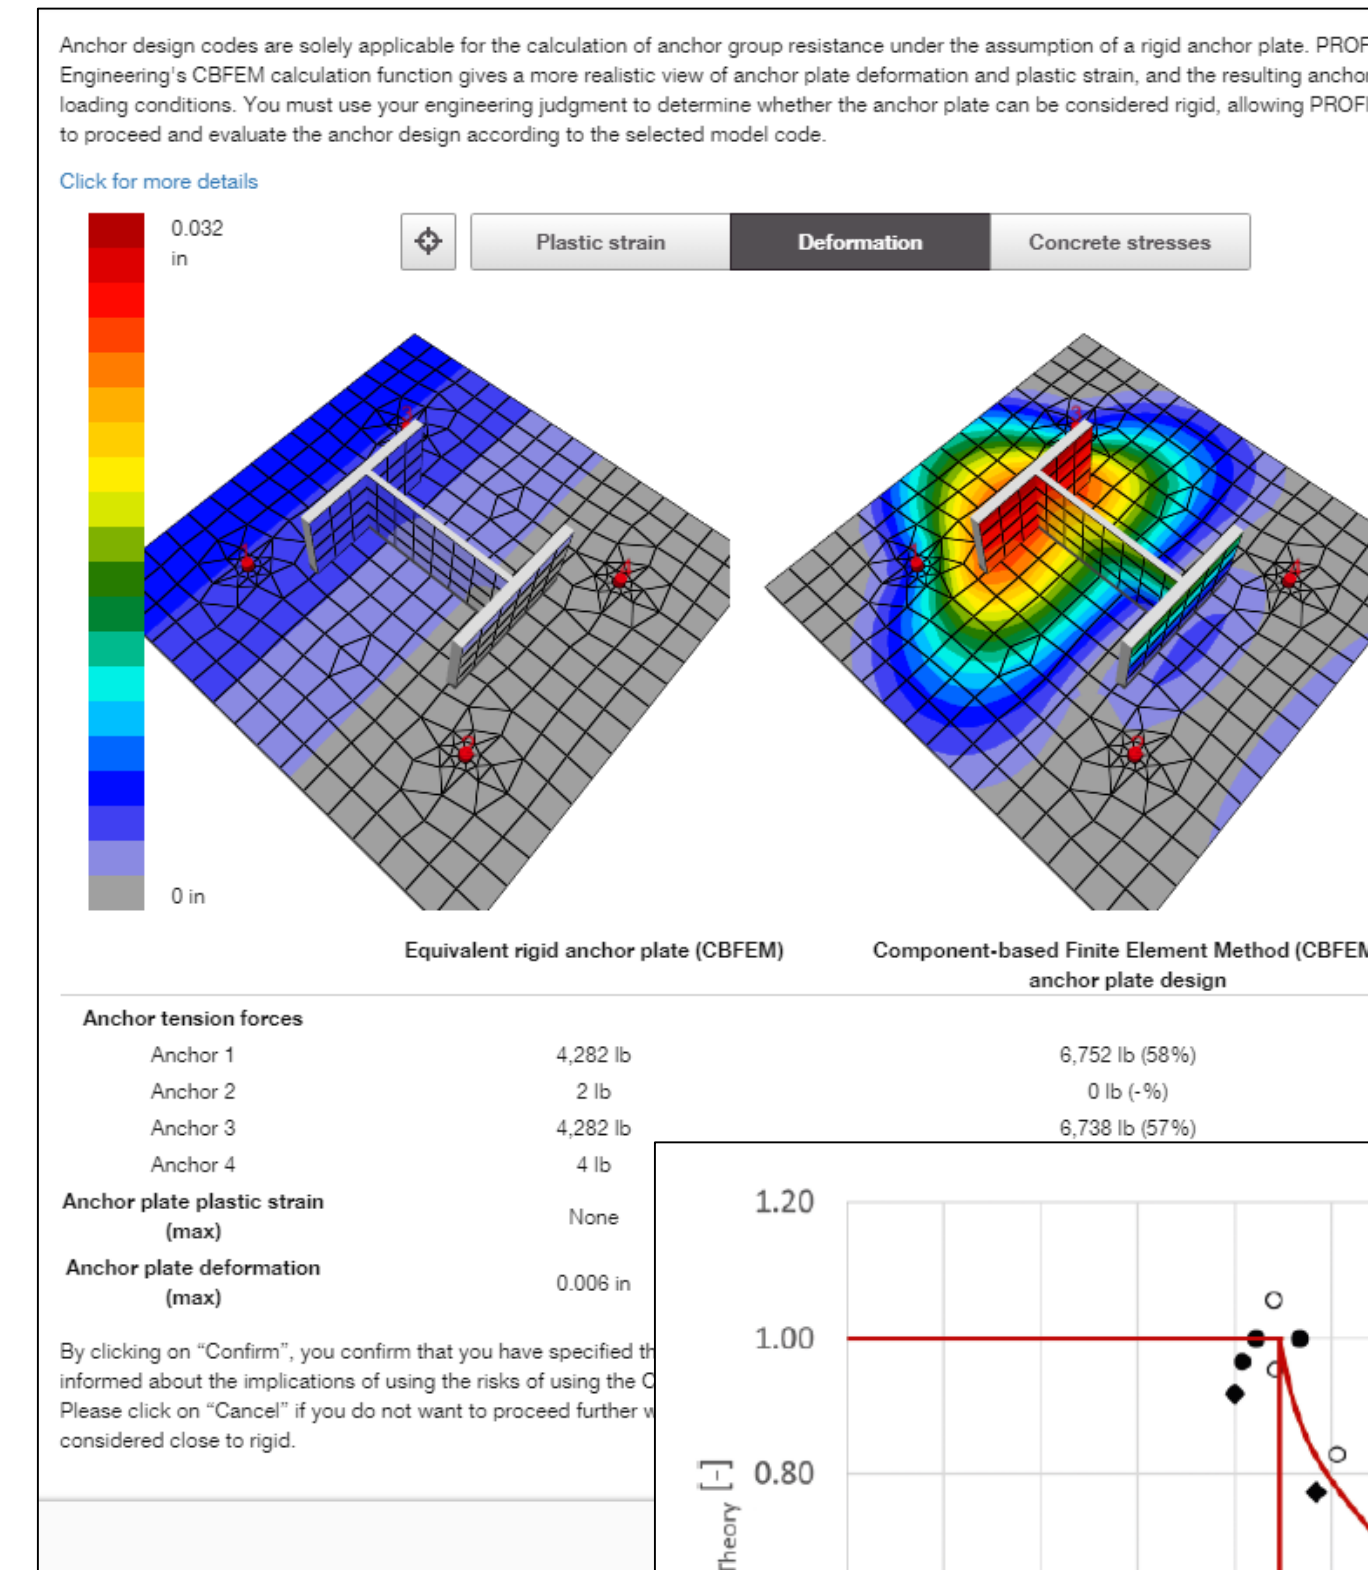 Anchor design codes are solely applicable for the calculation of anchor group resistance under the assumption of a rigid anchor plate.
Engineering's CBFEM calculation function gives a more realistic view of anchor plate deformation and plastic strain, and the resulting
loading conditions. You must use your engineering judgment to determine whether the anchor plate can be considered rigid, allowing
to proceed and evaluate the anchor design according to the selected model code.
Click for more details
0.032
in
Plastic strain Deformation Concrete stresses
3
1
4
2
3
1
4
2
0 in
Equivalent rigid anchor plate (CBFEM) Component-based Finite Element Method
anchor plate design
Anchor tension forces
Anchor 1 4,282 lb 6,752 lb (58%)
Anchor 2 2 lb 0 lb (-%)
Anchor 3 4,282 lb 6,738 lb (57%)
Anchor 4 4 lb
Anchor plate plastic strain
(max) None
Anchor plate deformation
(max) 0.006 in
By clicking on “Confirm”, you confirm that you have specified
informed about the implications of using the risks of using the
Please click on “Cancel” if you do not want to proceed further
considered close to rigid.
1.20
1.00
0.80
Theory [-]